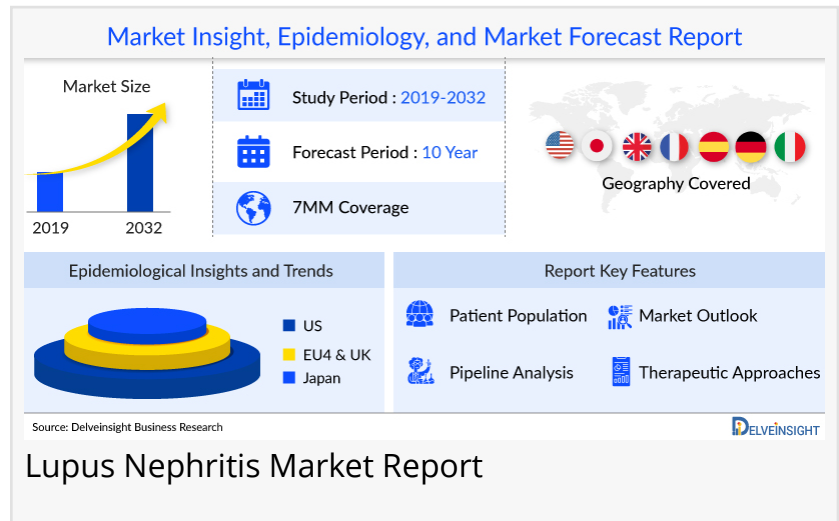 Market Insight, Epidemiology, and Market Forecast Report
Market Size
2019
2032
Study Period : 2019-2032
Forecast Period : 10 Year
7MM Coverage
Geography Covered
Epidemiological Insights and Trends
US
EU4 & UK
Japan
Report Key Features
Patient Population
Market Outlook
Pipeline Analysis
Therapeutic Approaches
Source: Delveinsight Business Research
DELVEINSIGHT
Lupus Nephritis Market Report